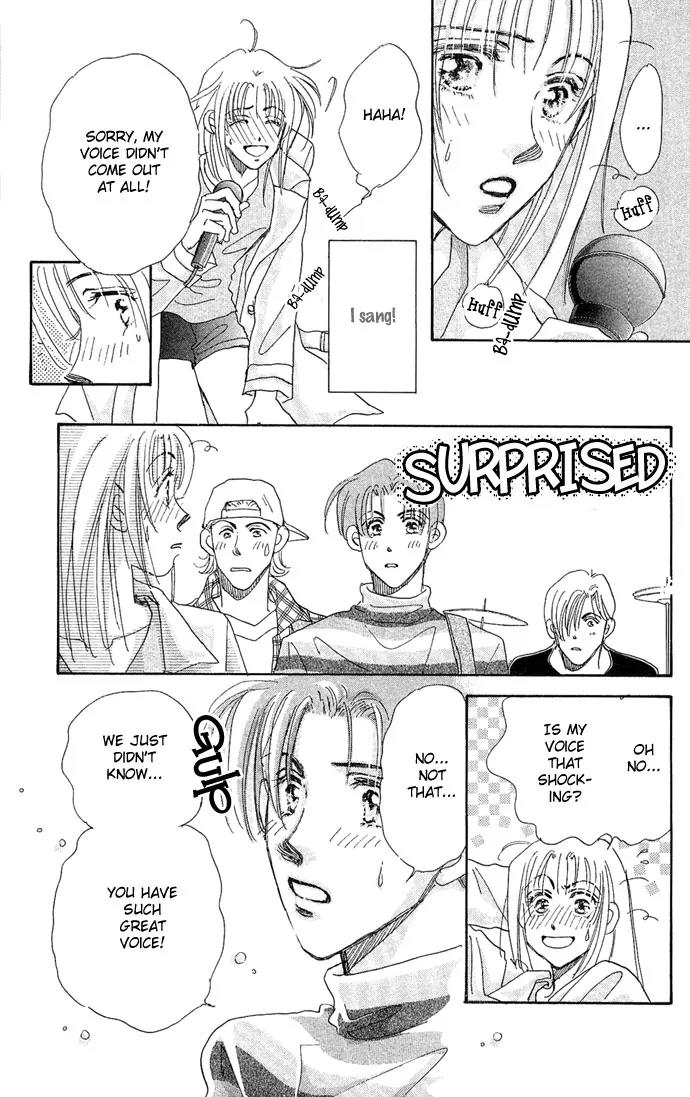 ...
Huff
Huff
BA-DUMP
HAHA!
BA-DUMP
BA-DUMP
SORRY, MY
VOICE DIDN'T
COME OUT
AT ALL!
I sang!
SURPRISED
OH
NO...
IS MY
VOICE
THAT
SHOCK-
ING?
NO...
NOT
THAT...
GULP
WE JUST
DIDN'T
KNOW...
YOU HAVE
SUCH
GREAT
VOICE!